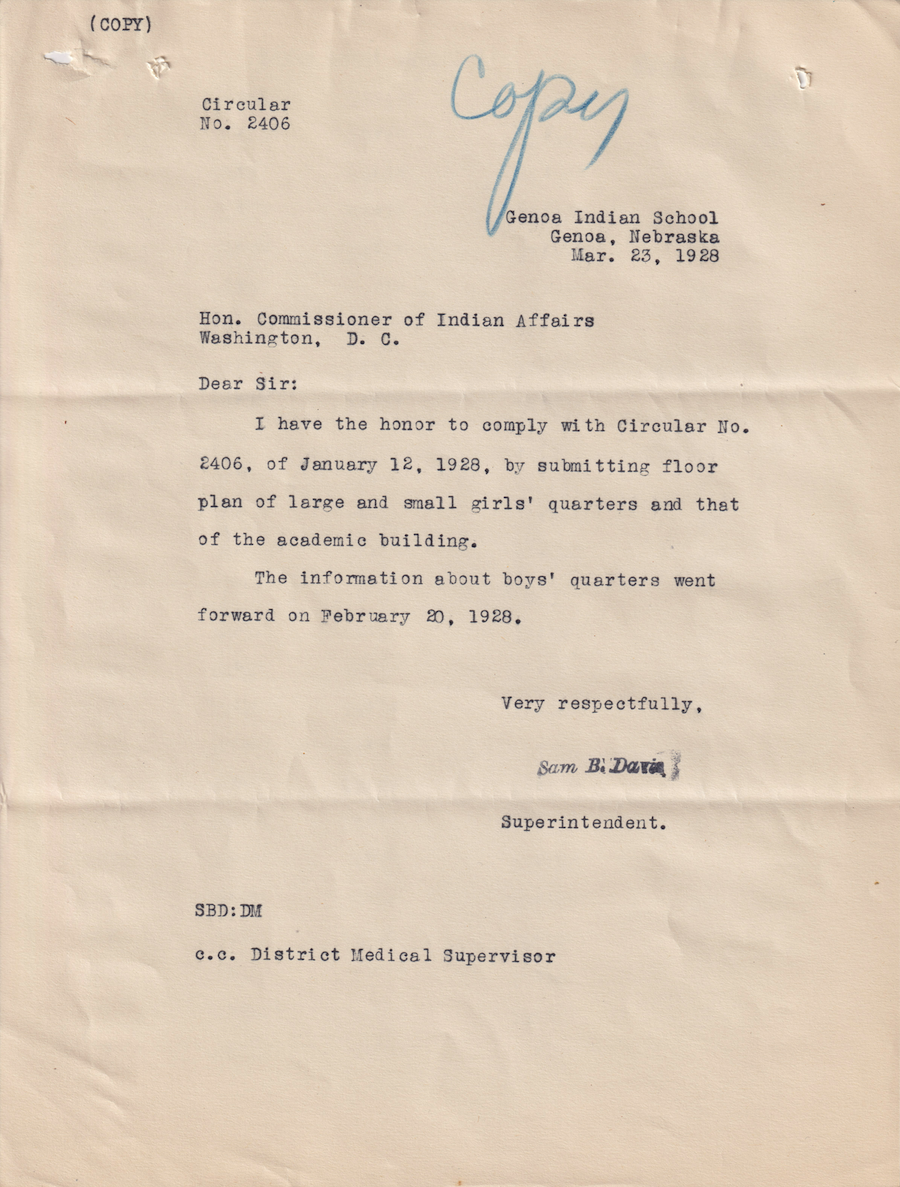 (COPY)
Copy
Circular
No. 2406
Genoa Indian School
Genoa, Nebraska
Mar. 23, 1928
Hon. Commissioner of Indian Affairs
Washington, D. C.
Dear Sir:
I have the honor to comply with Circular No.
2406, of January 12, 1928, by submitting floor
plan of large and small girls' quarters and that
of the academic building.
The information about boys' quarters went
forward on February 20, 1928.
Very respectfully,
Sam B. Davis
Superintendent.
SBD:DM
c.c. District Medical Supervisor